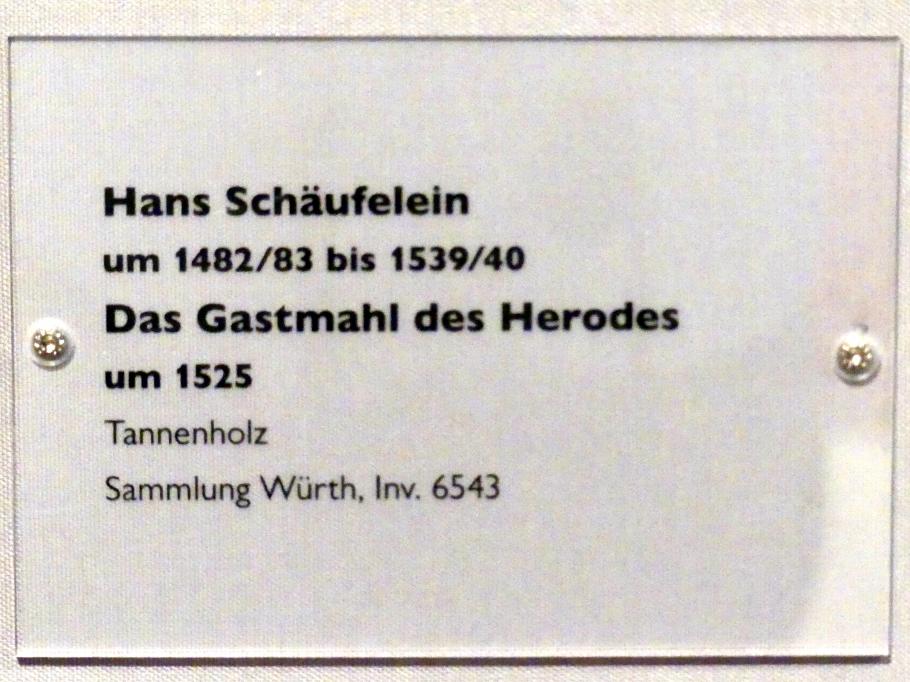 Hans Schäufelein
um 1482/83 bis 1539/40
Das Gastmahl des Herodes
um 1525
Tannenholz
Sammlung Würth, Inv. 6543